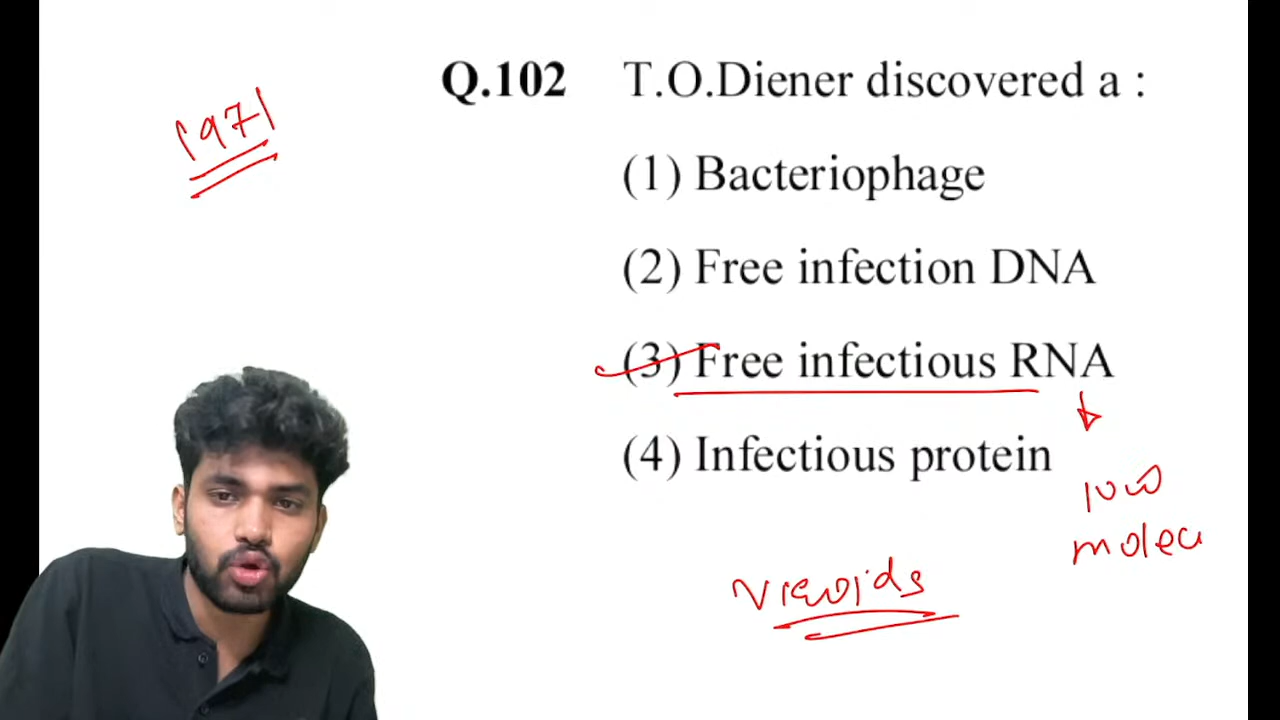 1971
Q.102 T.O.Diener discovered a :
(1) Bacteriophage
(2) Free infection DNA
(3) Free infectious RNA
(4) Infectious protein
low
molecu
Viroids